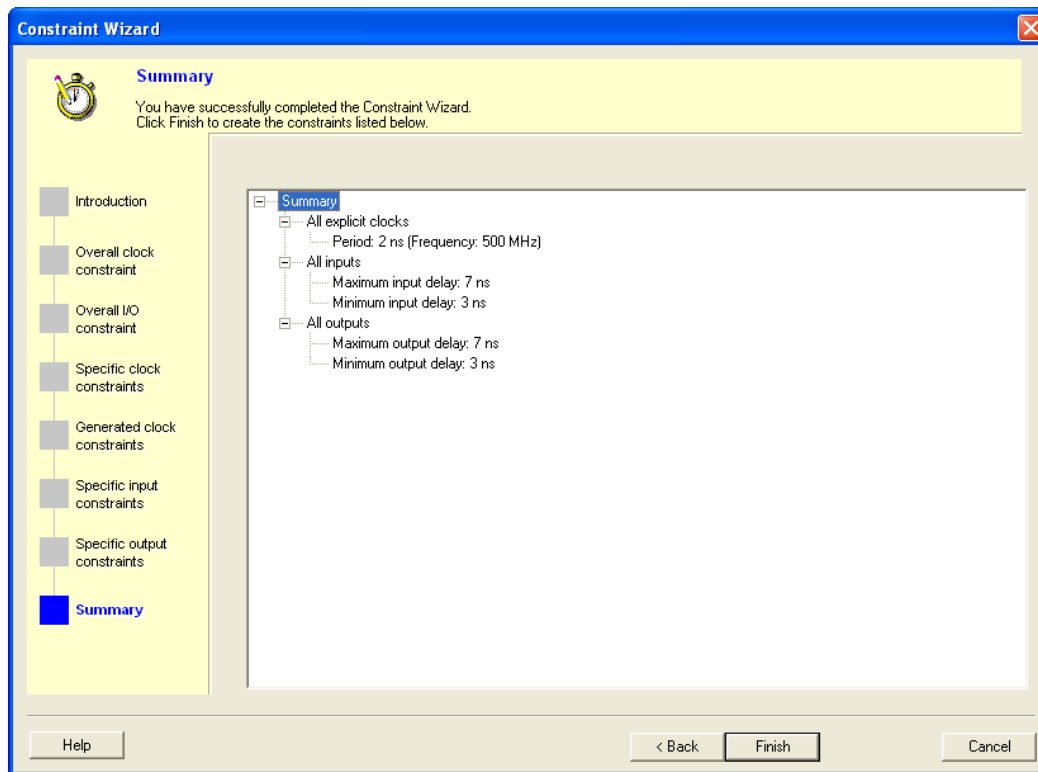 Constraint Wizard
Summary
You have successfully completed the Constraint Wizard.
Click Finish to create the constraints listed below.
Introduction
Overall clock
constraint
Overall I/O
constraint
Specific clock
constraints
Generated clock
constraints
Specific input
constraints
Specific output
constraints
Summary
Summary
All explicit clocks
Period: 2 ns (Frequency: 500 MHz)
All inputs
Maximum input delay: 7 ns
Minimum input delay: 3 ns
All outputs
Maximum output delay: 7 ns
Minimum output delay: 3 ns
Help
< Back
Finish
Cancel